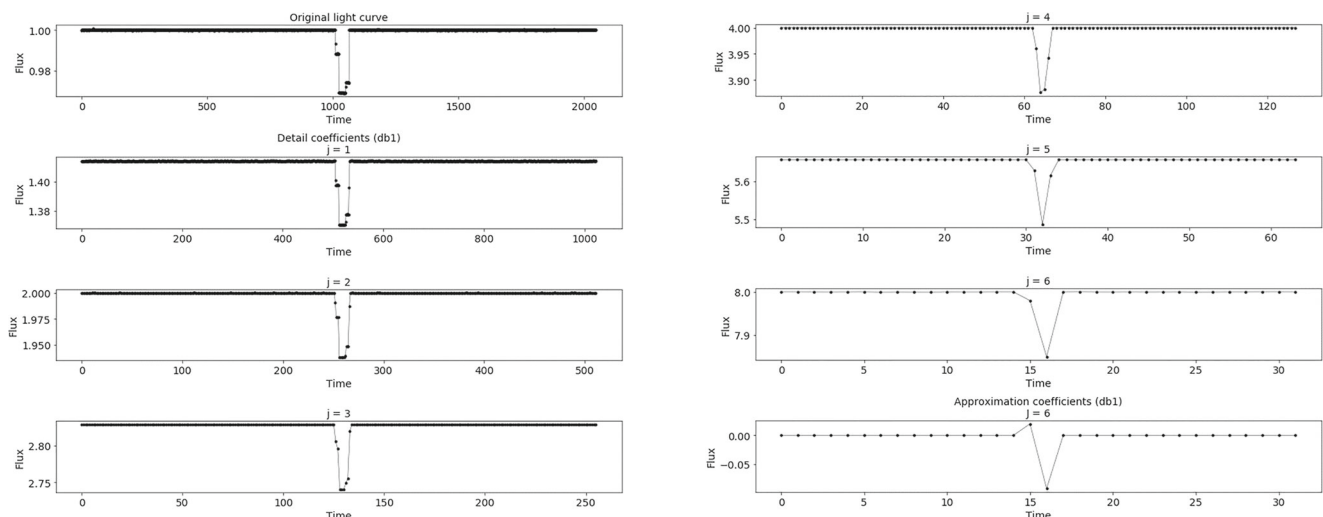 Original light curve
1.00
0.98
Flux
0 500 1000 1500 2000
Time
Detail coefficients (db1)
j = 1
1.40
1.38
Flux
0 200 400 600 800 1000
Time
j = 2
2.000
1.975
1.950
Flux
0 100 200 300 400 500
Time
j = 3
2.80
2.75
Flux
0 50 100 150 200 250
Time
j = 4
4.00
3.95
3.90
Flux
0 20 40 60 80 100 120
Time
j = 5
5.6
5.5
Flux
0 10 20 30 40 50 60
Time
j = 6
8.0
7.9
Flux
0 5 10 15 20 25 30
Time
Approximation coefficients (db1)
j = 6
0.00
−0.05
Flux
0 5 10 15 20 25 30
Time